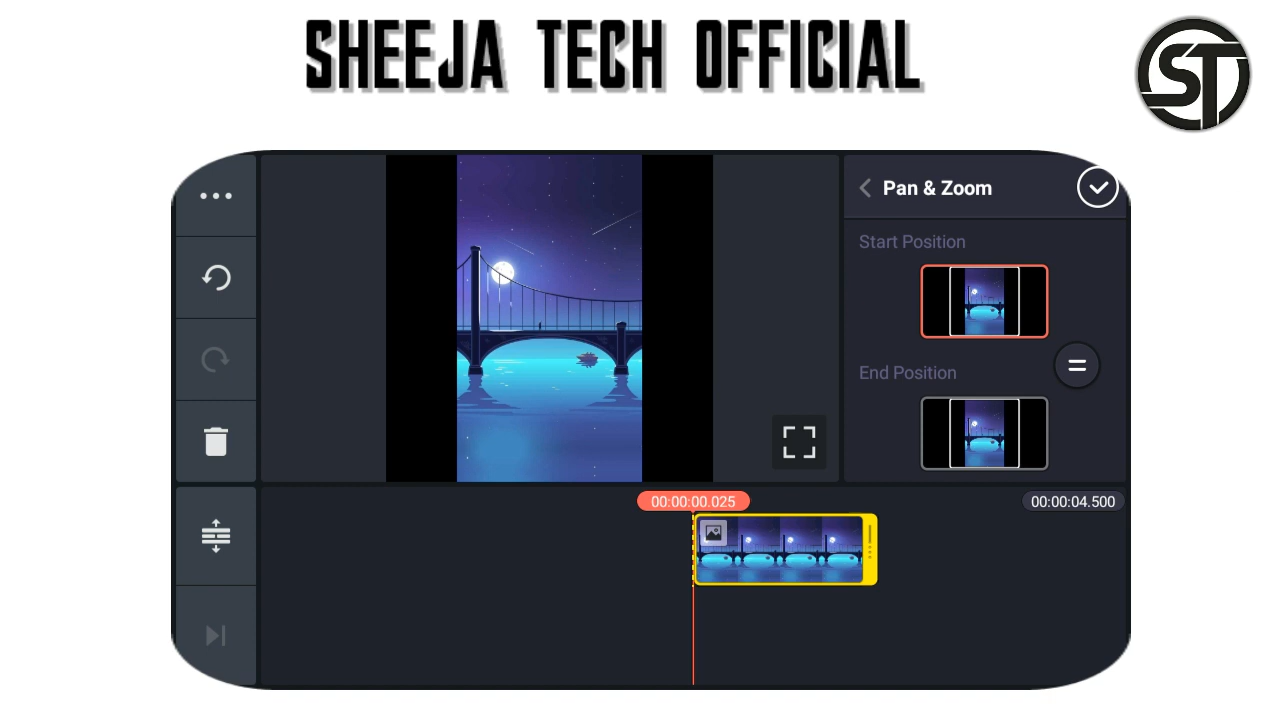 SHEEJA TECH OFFICIAL
ST
Pan & Zoom
Start Position
End Position
00:00:00.025
00:00:04.500